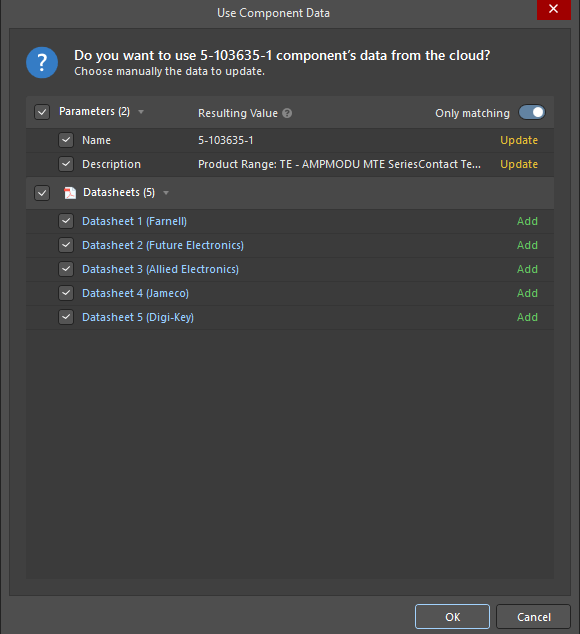 Use Component Data
Do you want to use 5-103635-1 component's data from the cloud?
Choose manually the data to update.
Parameters (2) Resulting Value Only matching
Name 5-103635-1 Update
Description Product Range: TE - AMPMODU MTE SeriesContact Te... Update
Datasheets (5)
Datasheet 1 (Farnell) Add
Datasheet 2 (Future Electronics) Add
Datasheet 3 (Allied Electronics) Add
Datasheet 4 (Jameco) Add
Datasheet 5 (Digi-Key) Add
OK Cancel